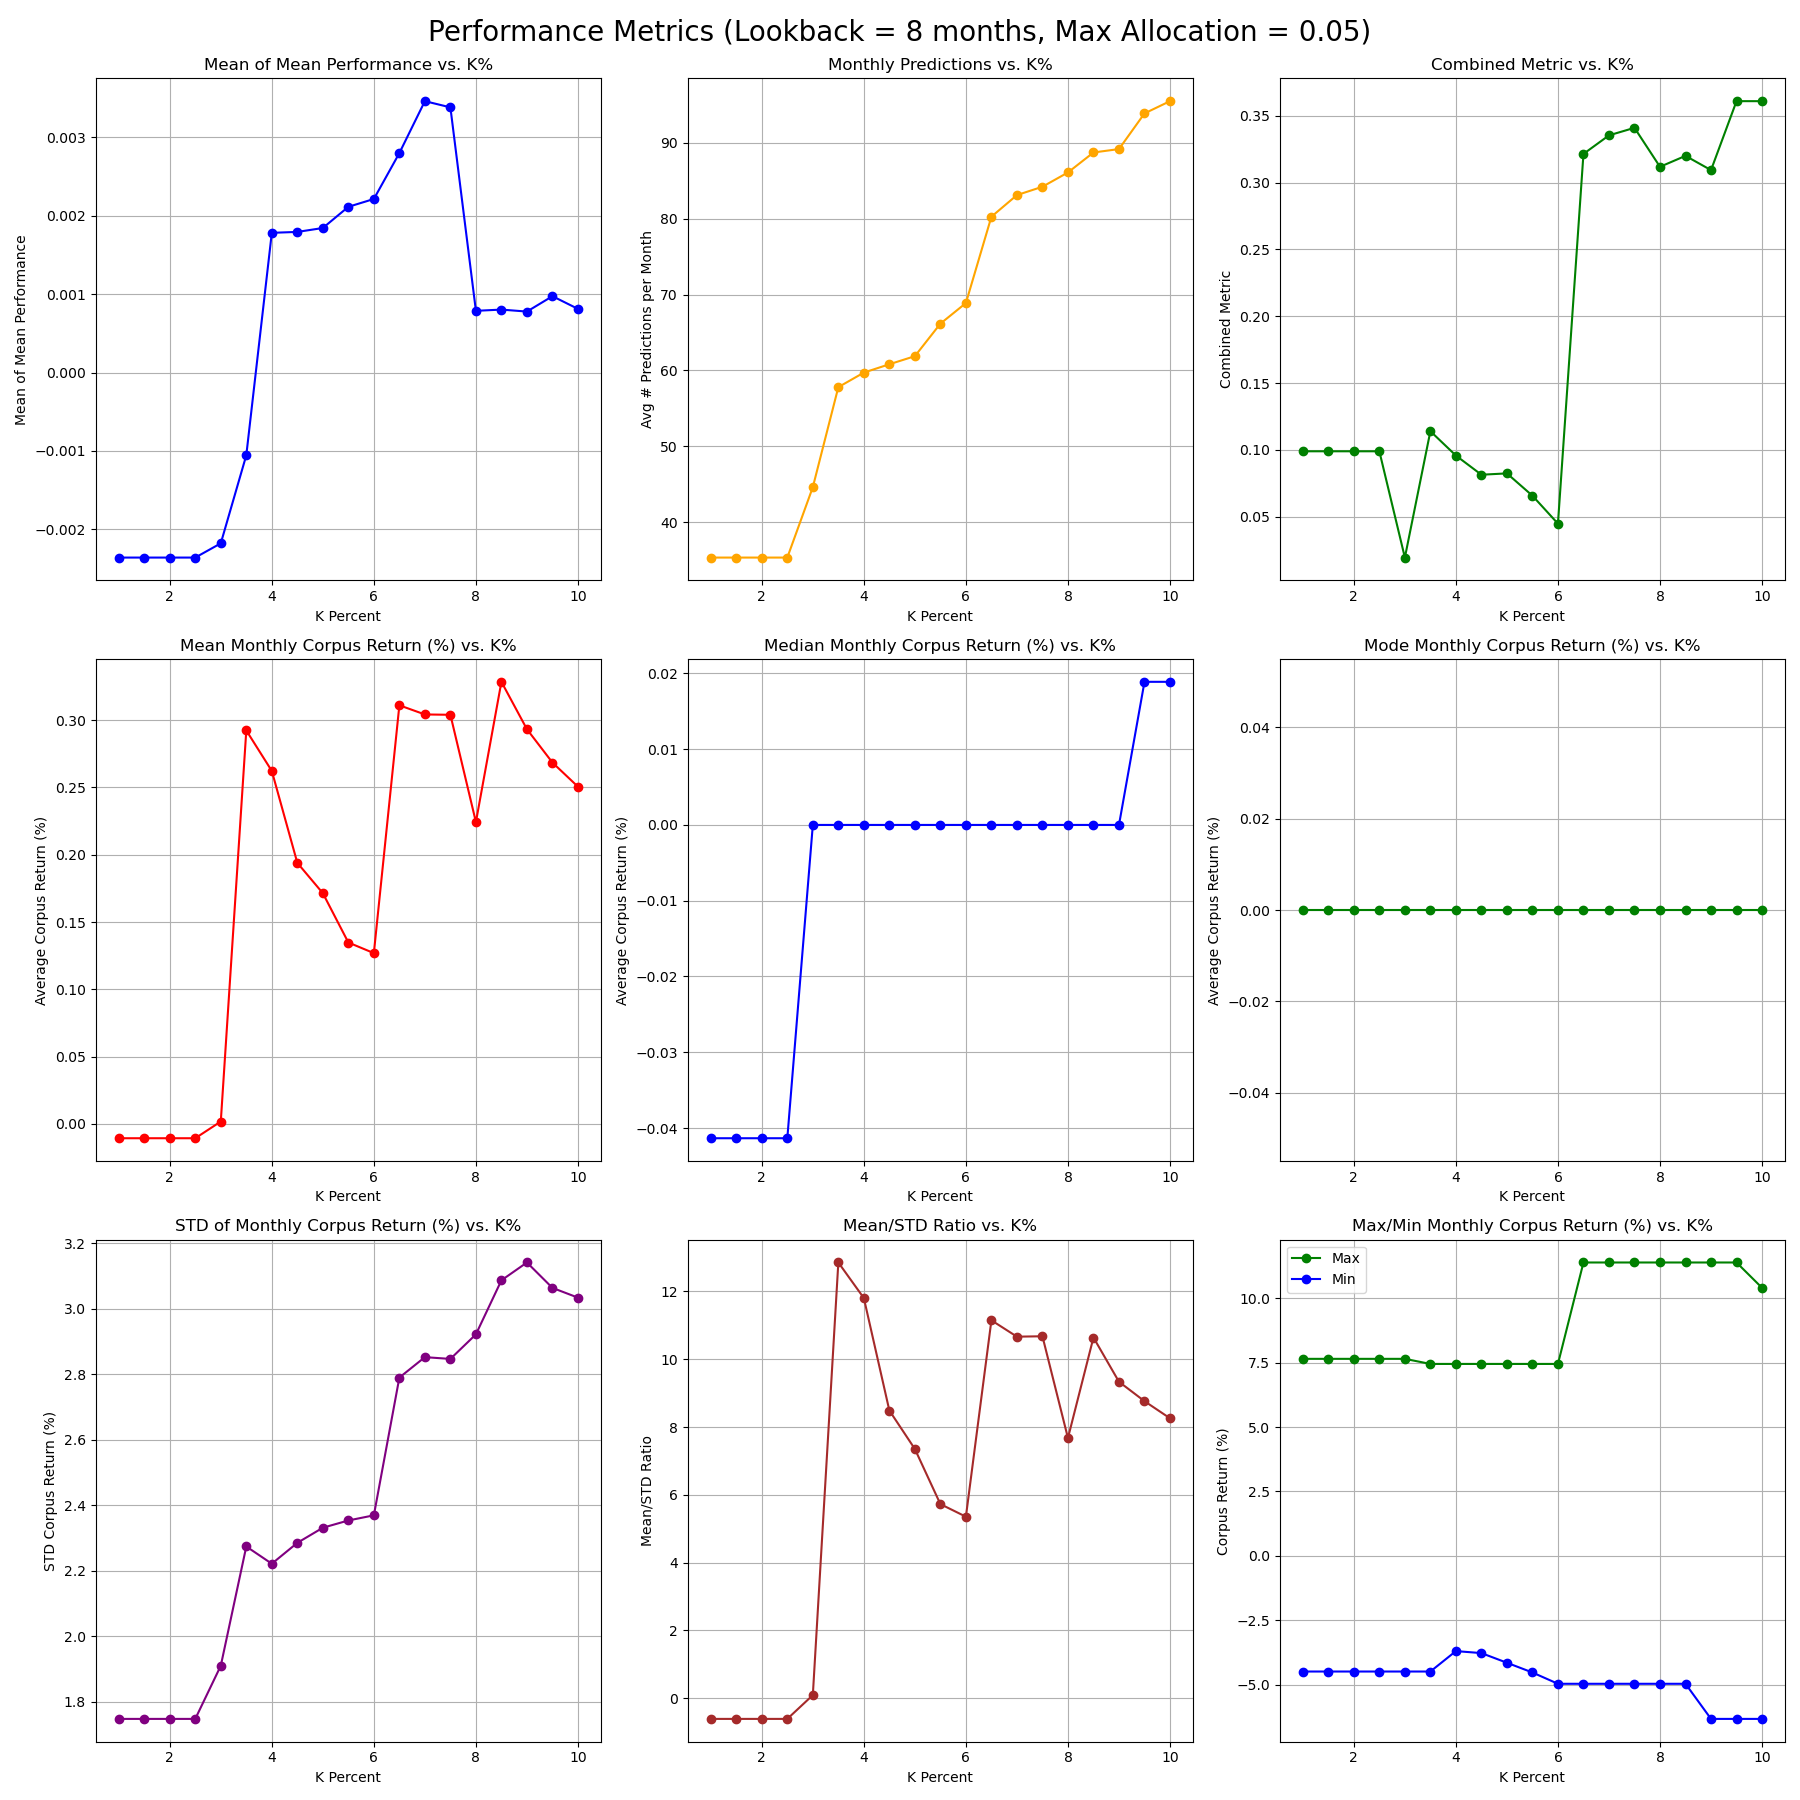 Performance Metrics (Lookback = 8 months, Max Allocation = 0.05)
Mean of Mean Performance vs. K%
Mean of Mean Performance
0.003
0.002
0.001
0.000
−0.001
−0.002
2 4 6 8 10
K Percent
Monthly Predictions vs. K%
Avg # Predictions per Month
90
80
70
60
50
40
2 4 6 8 10
K Percent
Combined Metric vs. K%
Combined Metric
0.35
0.30
0.25
0.20
0.15
0.10
0.05
2 4 6 8 10
K Percent
Mean Monthly Corpus Return (%) vs. K%
Average Corpus Return (%)
0.30
0.25
0.20
0.15
0.10
0.05
0.00
2 4 6 8 10
K Percent
Median Monthly Corpus Return (%) vs. K%
Average Corpus Return (%)
0.02
0.01
0.00
−0.01
−0.02
−0.03
−0.04
2 4 6 8 10
K Percent
Mode Monthly Corpus Return (%) vs. K%
Average Corpus Return (%)
0.04
0.02
0.00
−0.02
−0.04
2 4 6 8 10
K Percent
STD of Monthly Corpus Return (%) vs. K%
STD Corpus Return (%)
3.2
3.0
2.8
2.6
2.4
2.2
2.0
1.8
2 4 6 8 10
K Percent
Mean/STD Ratio vs. K%
Mean/STD Ratio
12
10
8
6
4
2
0
2 4 6 8 10
K Percent
Max/Min Monthly Corpus Return (%) vs. K%
Max
Min
Corpus Return (%)
10.0
7.5
5.0
2.5
0.0
−2.5
−5.0
2 4 6 8 10
K Percent